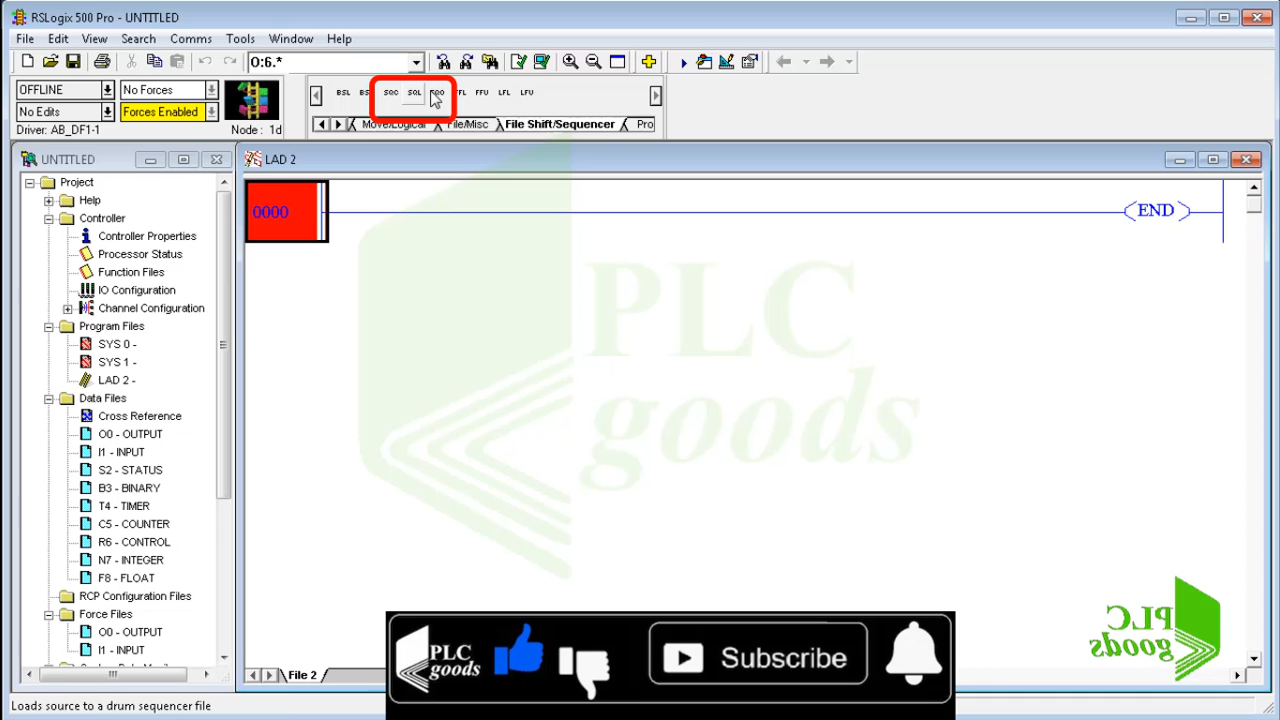 RSLogix 500 Pro - UNTITLED
File Edit View Search Comms Tools Window Help
O:6.*
OFFLINE No Forces
No Edits Forces Enabled
Driver: AB_DF1-1 Node : 1d
BSL SQC SQL FFU LFL LFU
Move/Logical File/Misc File Shift/Sequencer Pro
UNTITLED
Project
Help
Controller
Controller Properties
Processor Status
Function Files
IO Configuration
Channel Configuration
Program Files
SYS 0 -
SYS 1 -
LAD 2 -
Data Files
Cross Reference
O0 - OUTPUT
I1 - INPUT
S2 - STATUS
B3 - BINARY
T4 - TIMER
C5 - COUNTER
R6 - CONTROL
N7 - INTEGER
F8 - FLOAT
RCP Configuration Files
Force Files
O0 - OUTPUT
I1 - INPUT
LAD 2
0000
END
PLC
goods
File 2
PLC
goods
Subscribe
PLC
goods
Loads source to a drum sequencer file